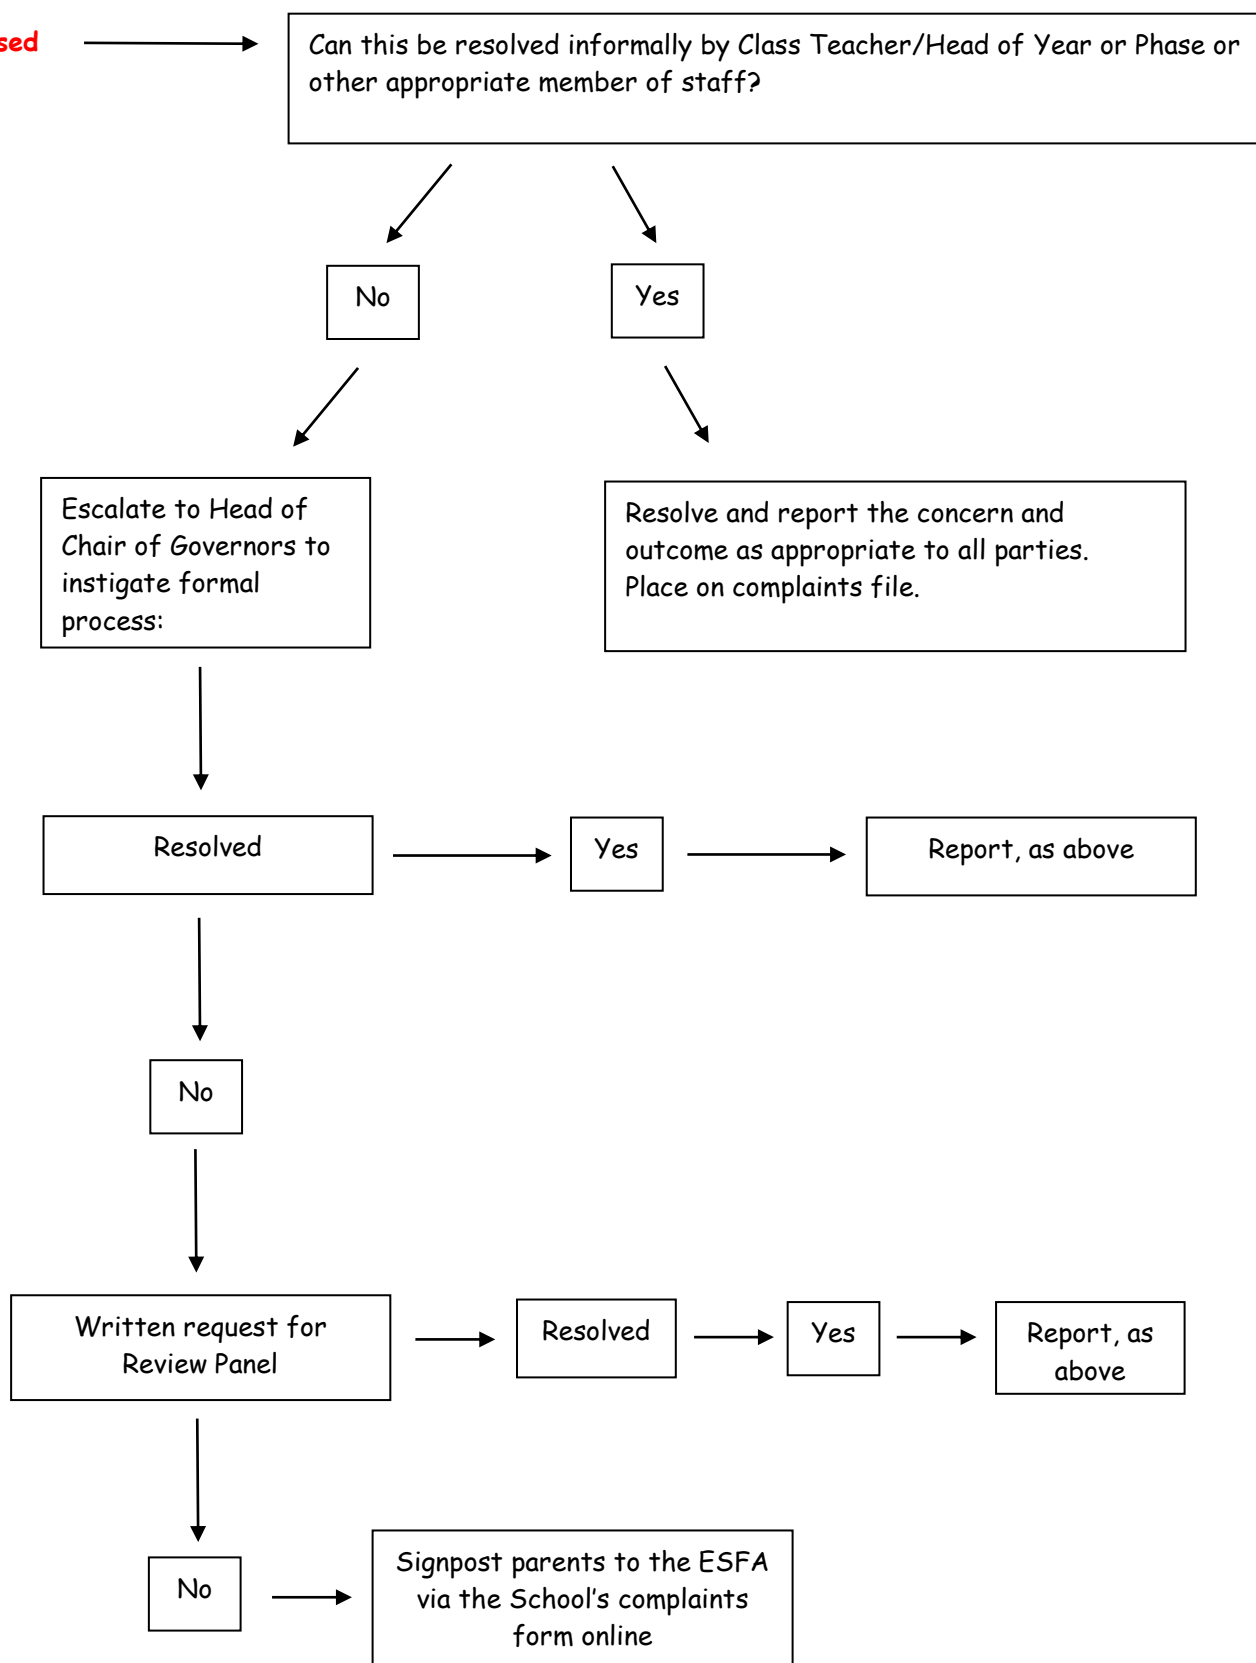 sed
Can this be resolved informally by Class Teacher/Head of Year or Phase or
other appropriate member of staff?
No
Yes
Escalate to Head of
Chair of Governors to
instigate formal
process:
Resolve and report the concern and
outcome as appropriate to all parties.
Place on complaints file.
Resolved
Yes
Report, as above
No
Written request for
Review Panel
Resolved
Yes
Report, as
above
No
Signpost parents to the ESFA
via the School's complaints
form online